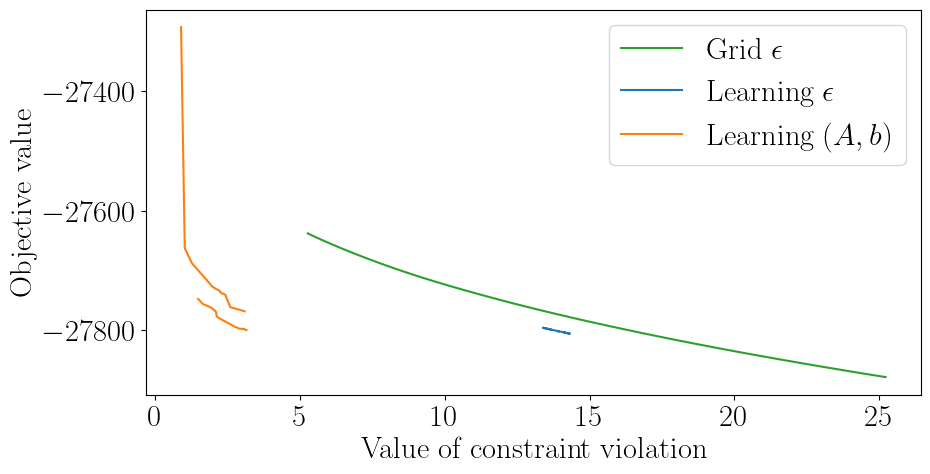 Objective value
−27400
−27600
−27800
Grid ϵ
Learning ϵ
Learning (A, b)
0 5 10 15 20 25
Value of constraint violation